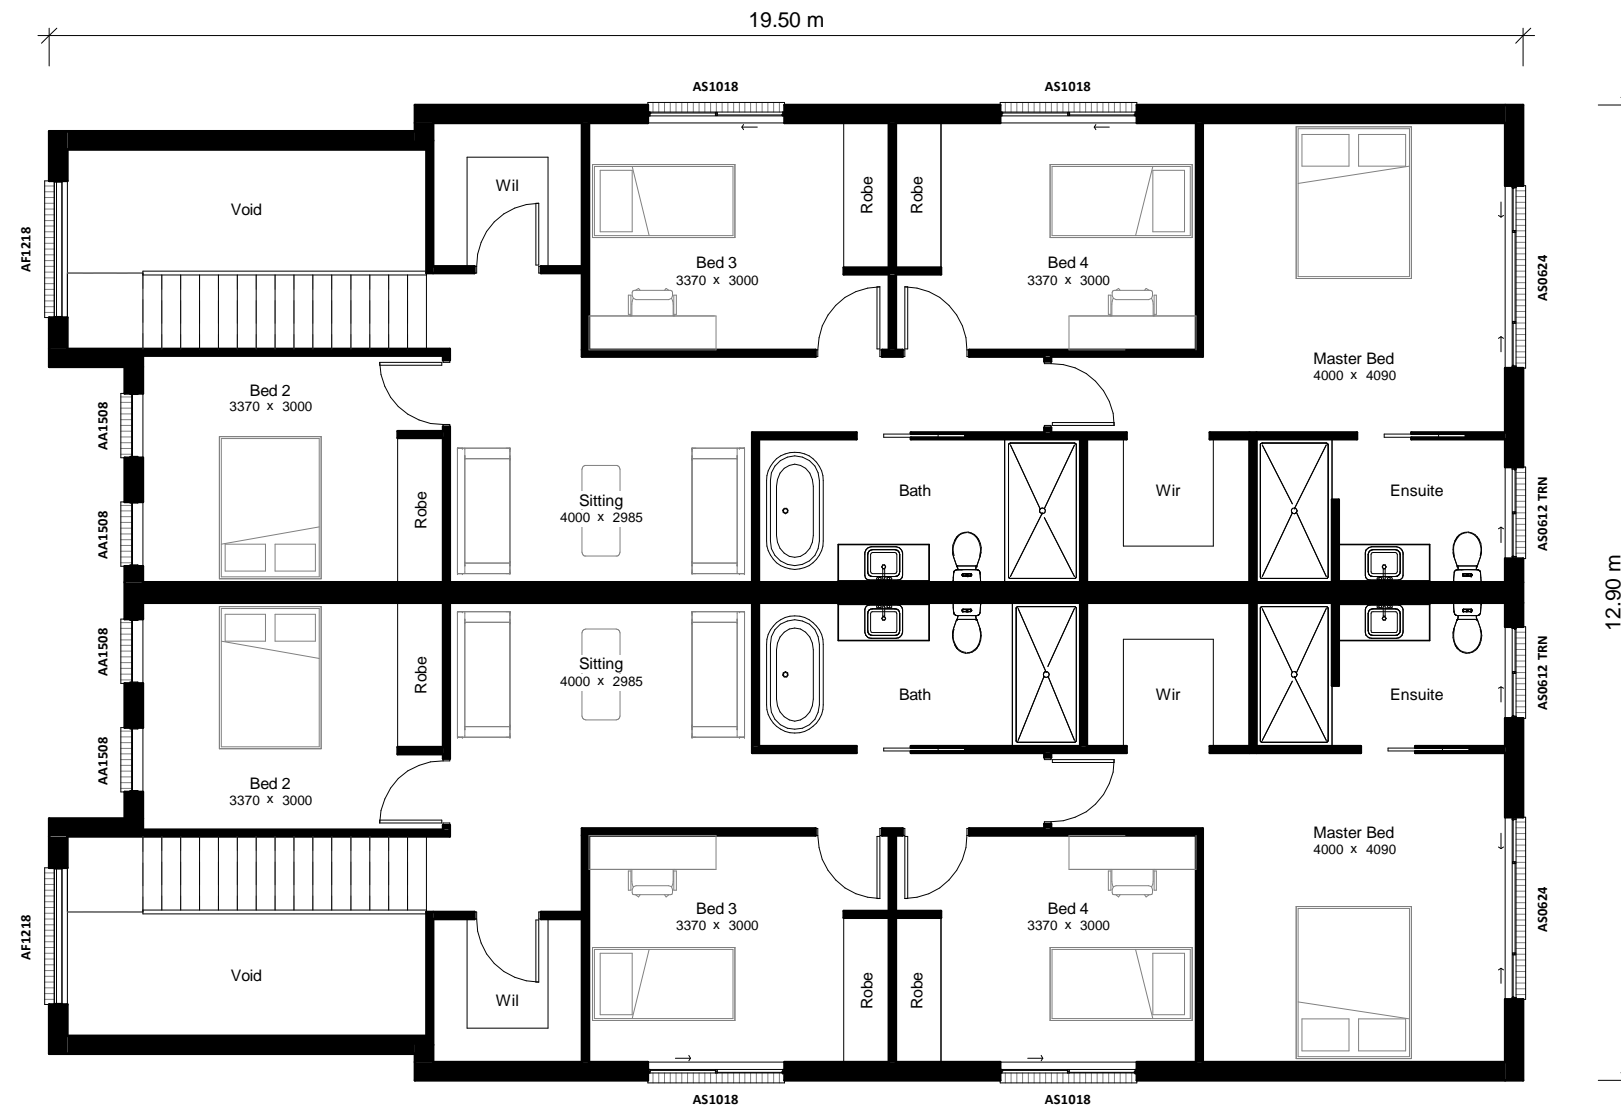 19.50 m
AS1018
AS1018
Wil
Robe
Robe
Void
AF1218
Bed 3
3370 x 3000
Bed 4
3370 x 3000
AS0624
Master Bed
4000 x 4090
Bed 2
3370 x 3000
AA1508
Robe
Sitting
4000 x 2985
Bath
Wir
Ensuite
AS0612 TRN
AA1508
12.90 m
AA1508
Robe
Sitting
4000 x 2985
Bath
Wir
Ensuite
AS0612 TRN
AA1508
Bed 2
3370 x 3000
Master Bed
4000 x 4090
Bed 3
3370 x 3000
Bed 4
3370 x 3000
AS0624
AF1218
Void
Wil
Robe
Robe
AS1018
AS1018